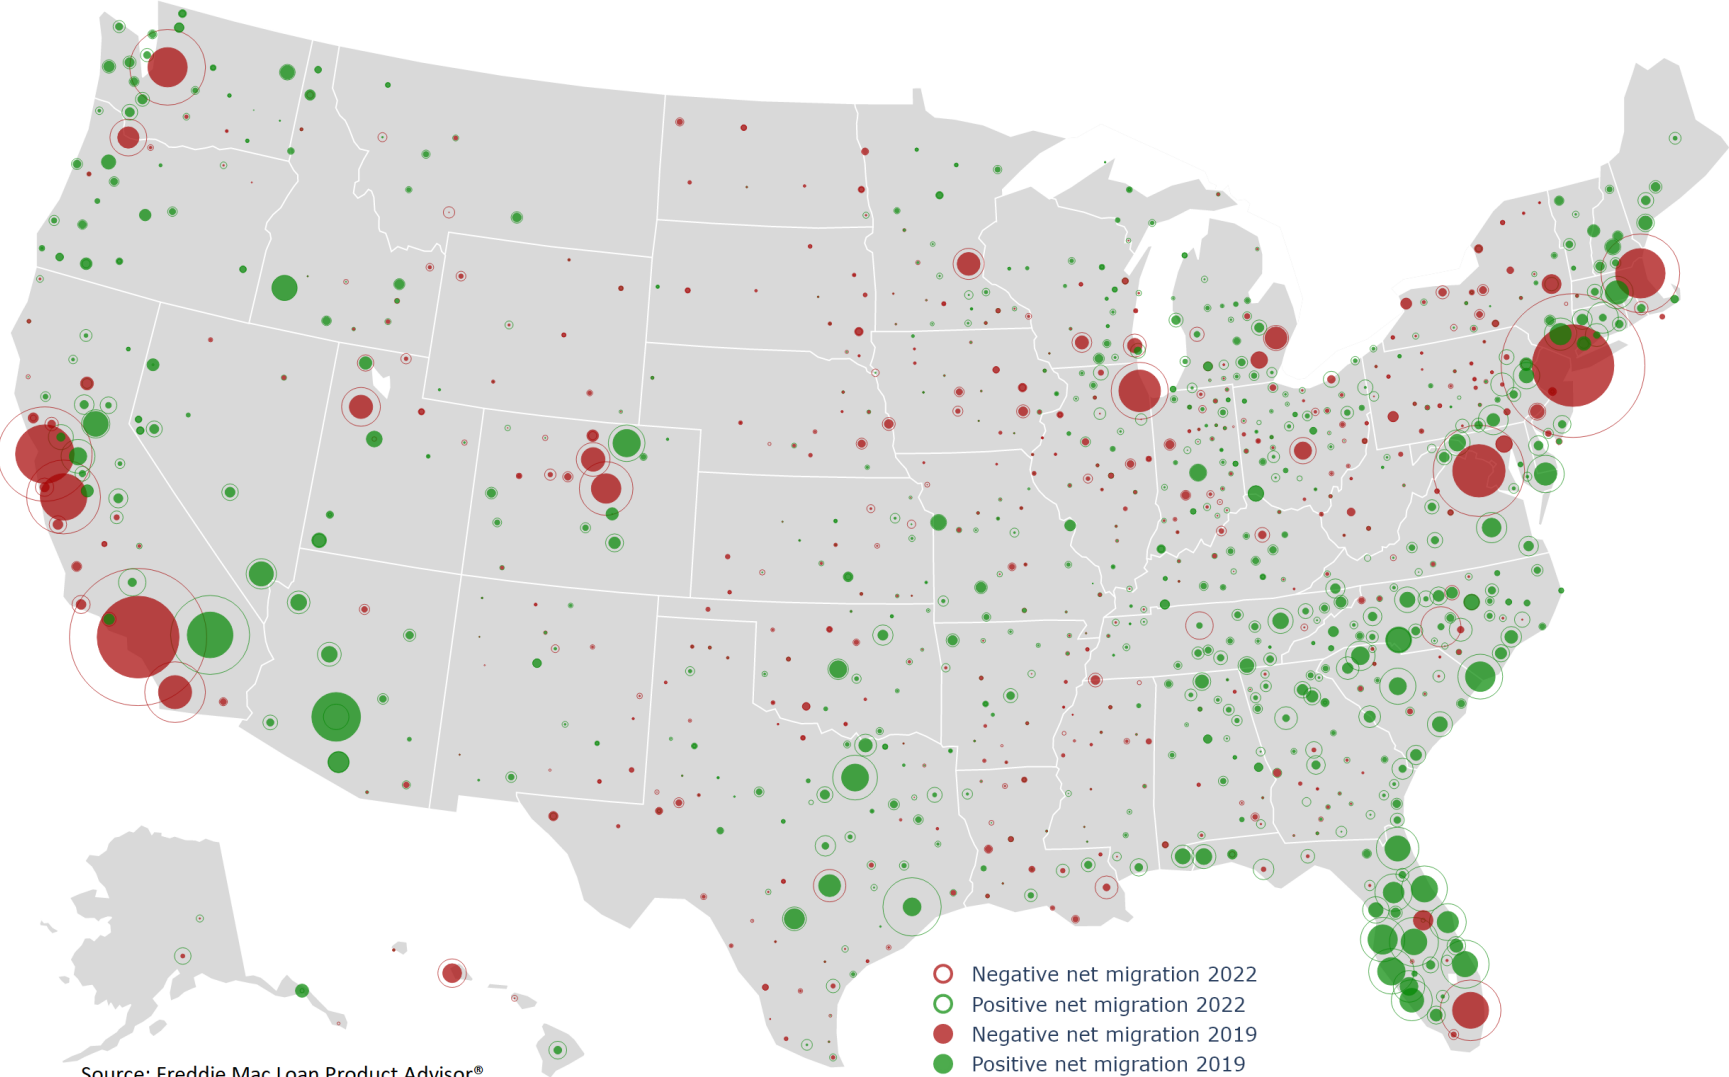 Negative net migration 2022
Positive net migration 2022
Negative net migration 2019
Positive net migration 2019
Source: Freddie Mac Loan Product Advisor®